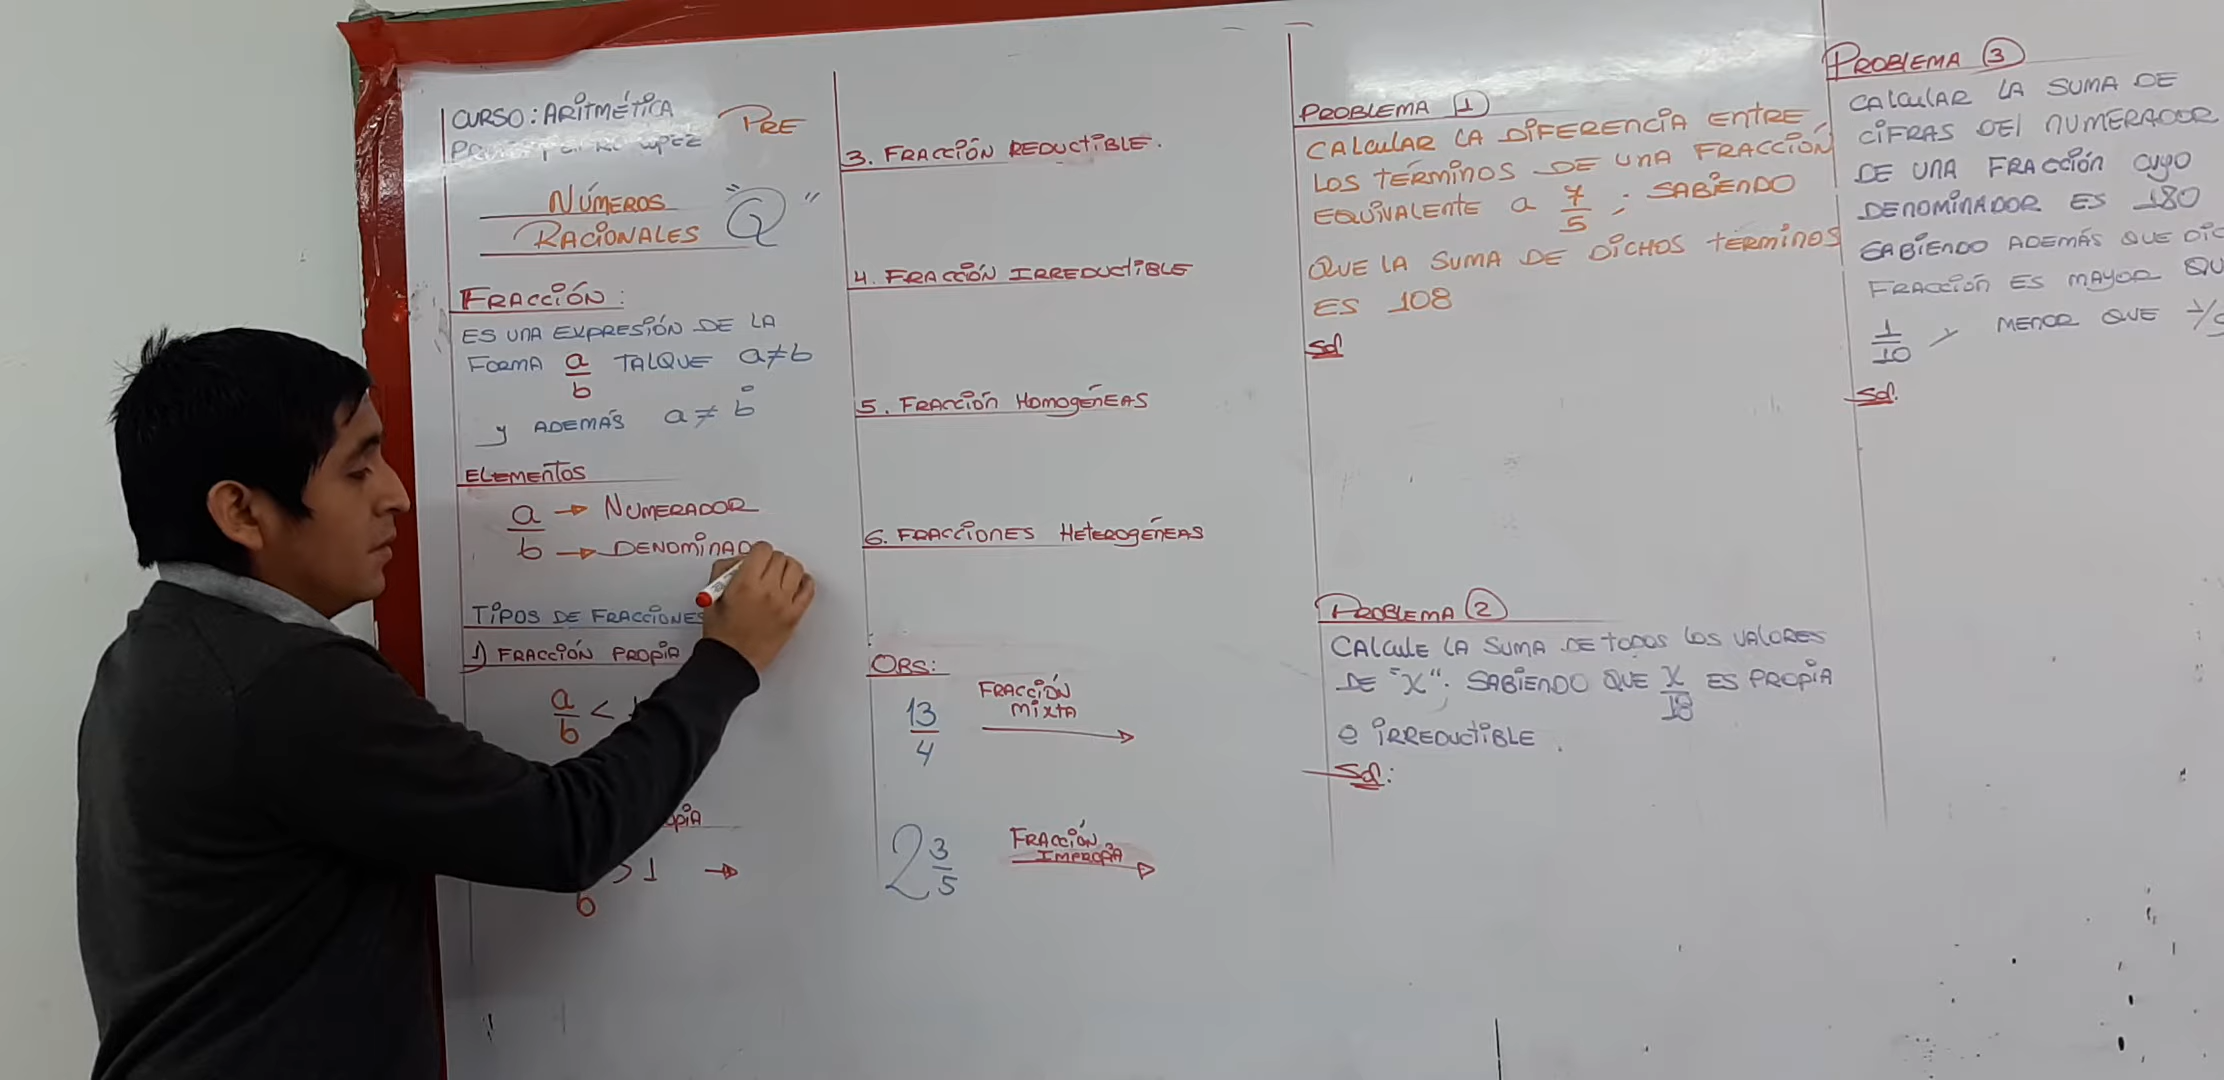 CURSO: ARITMÉTICA
PRE
NÚMEROS
RACIONALES "Q"
FRACCIÓN:
ES UNA EXPRESIÓN DE LA
FORMA a/b TALQUE a≠b
y ADEMÁS a≠b̊
ELEMENTOS
a → NUMERADOR
b → DENOMINAD
TIPOS DE FRACCIONES
1) FRACCIÓN PROPIA
a/b <
>1 →
b
3. FRACCIÓN REDUCTIBLE.
4. FRACCIÓN IRREDUCTIBLE
5. FRACCIÓN HOMOGÉNEAS
6. FRACCIONES HETEROGÉNEAS
OBS:
13/4 FRACCIÓN MIXTA →
2 3/5 FRACCIÓN IMPROPIA →
PROBLEMA 1
CALCULAR LA DIFERENCIA ENTRE
LOS TÉRMINOS DE UNA FRACCIÓN
EQUIVALENTE a 7/5 ; SABIENDO
QUE LA SUMA DE DICHOS TERMINOS
ES 108
Sol
PROBLEMA 2
CALCULE LA SUMA DE TODOS LOS VALORES
DE "X"; SABIENDO QUE X/18 ES PROPIA
e IRREDUCTIBLE.
Sol:
PROBLEMA 3
CALCULAR LA SUMA DE
CIFRAS DEL NUMERADOR
DE UNA FRACCIÓN CUYO
DENOMINADOR ES 180
SABIENDO ADEMÁS QUE DIC
FRACCIÓN ES MAYOR QU
1/10 y MENOR QUE
Sol.